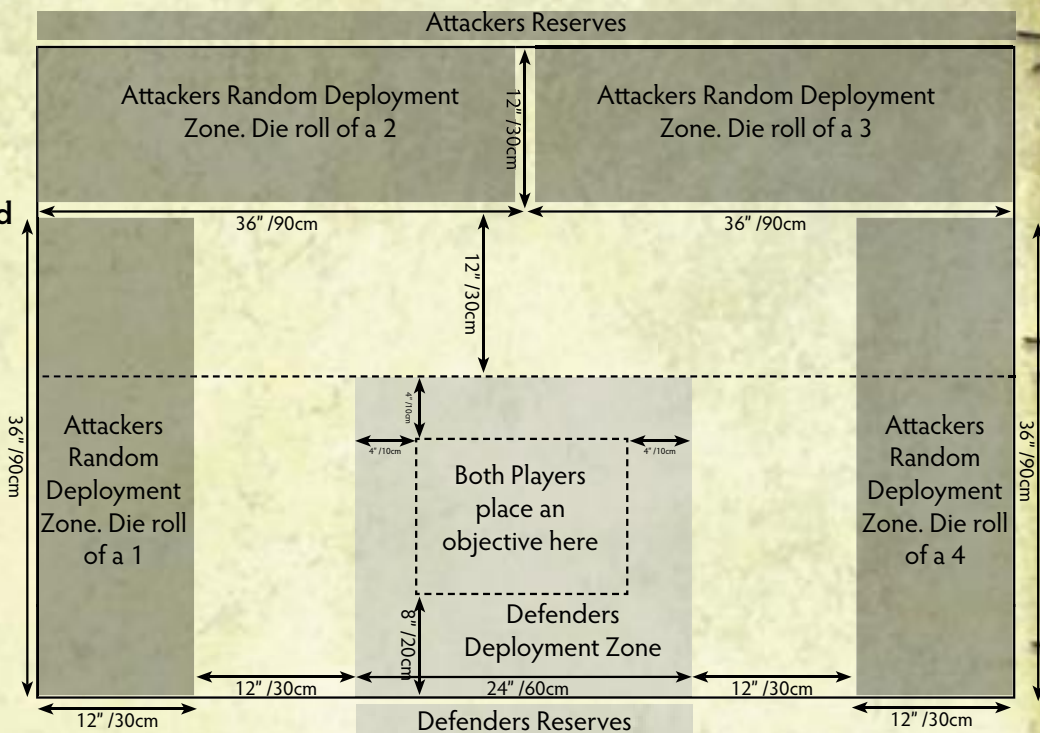 Attackers Reserves
Attackers Random Deployment
Zone. Die roll of a 2
12" /30cm
Attackers Random Deployment
Zone. Die roll of a 3
d
36" /90cm
36" /90cm
12" /30cm
36" /90cm
Attackers
Random
Deployment
Zone. Die roll
of a 1
4" /10cm
4" /10cm
4" /10cm
Both Players
place an
objective here
Attackers
Random
Deployment
Zone. Die roll
of a 4
36" /90cm
8" /20cm
Defenders
Deployment Zone
12" /30cm
24" /60cm
12" /30cm
12" /30cm
Defenders Reserves
12" /30cm